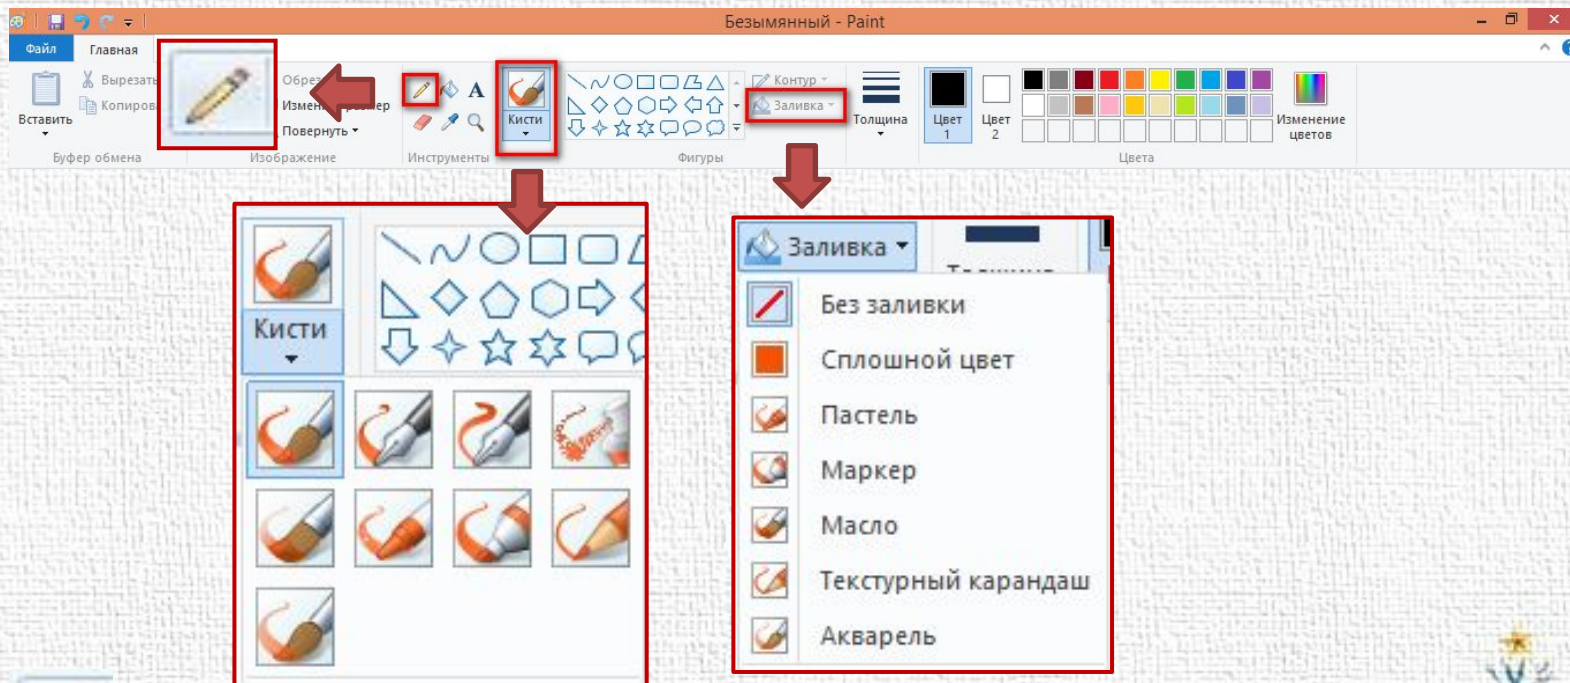 Безымянный - Paint
Файл
Главная
Вставить
Вырезать
Буфер обмена
Повернуть
Изображение
A
Инструменты
Кисти
Фигуры
Контур
Заливка
Толщина
Цвет
1
Цвет
2
Цвета
Изменение
цветов
Кисти
Заливка
Без заливки
Сплошной цвет
Пастель
Маркер
Масло
Текстурный карандаш
Акварель